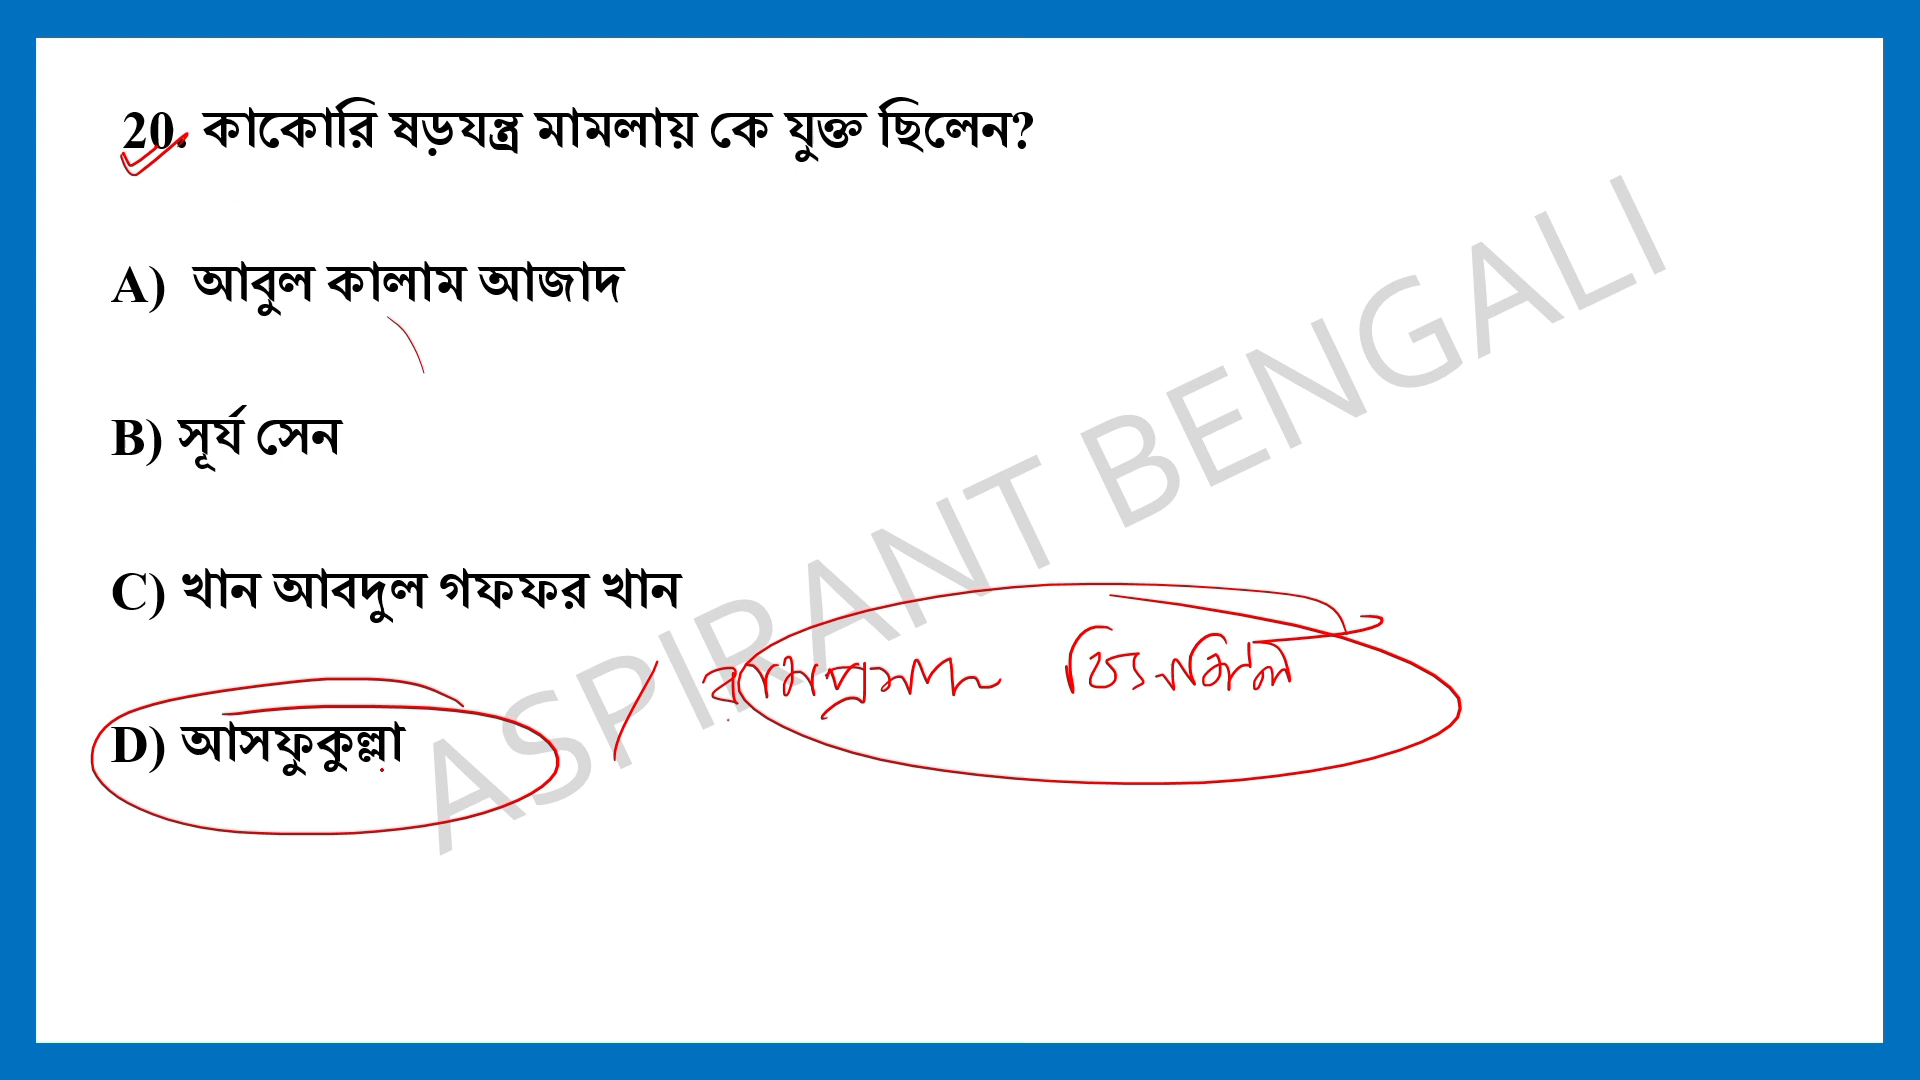 20. কাকোরি ষড়যন্ত্র মামলায় কে যুক্ত ছিলেন?
A) আবুল কালাম আজাদ
B) সূর্য সেন
C) খান আবদুল গফফর খান
D) আসফুকুল্লা / রামপ্রসাদ বিসমিল
ASPIRANT BENGALI